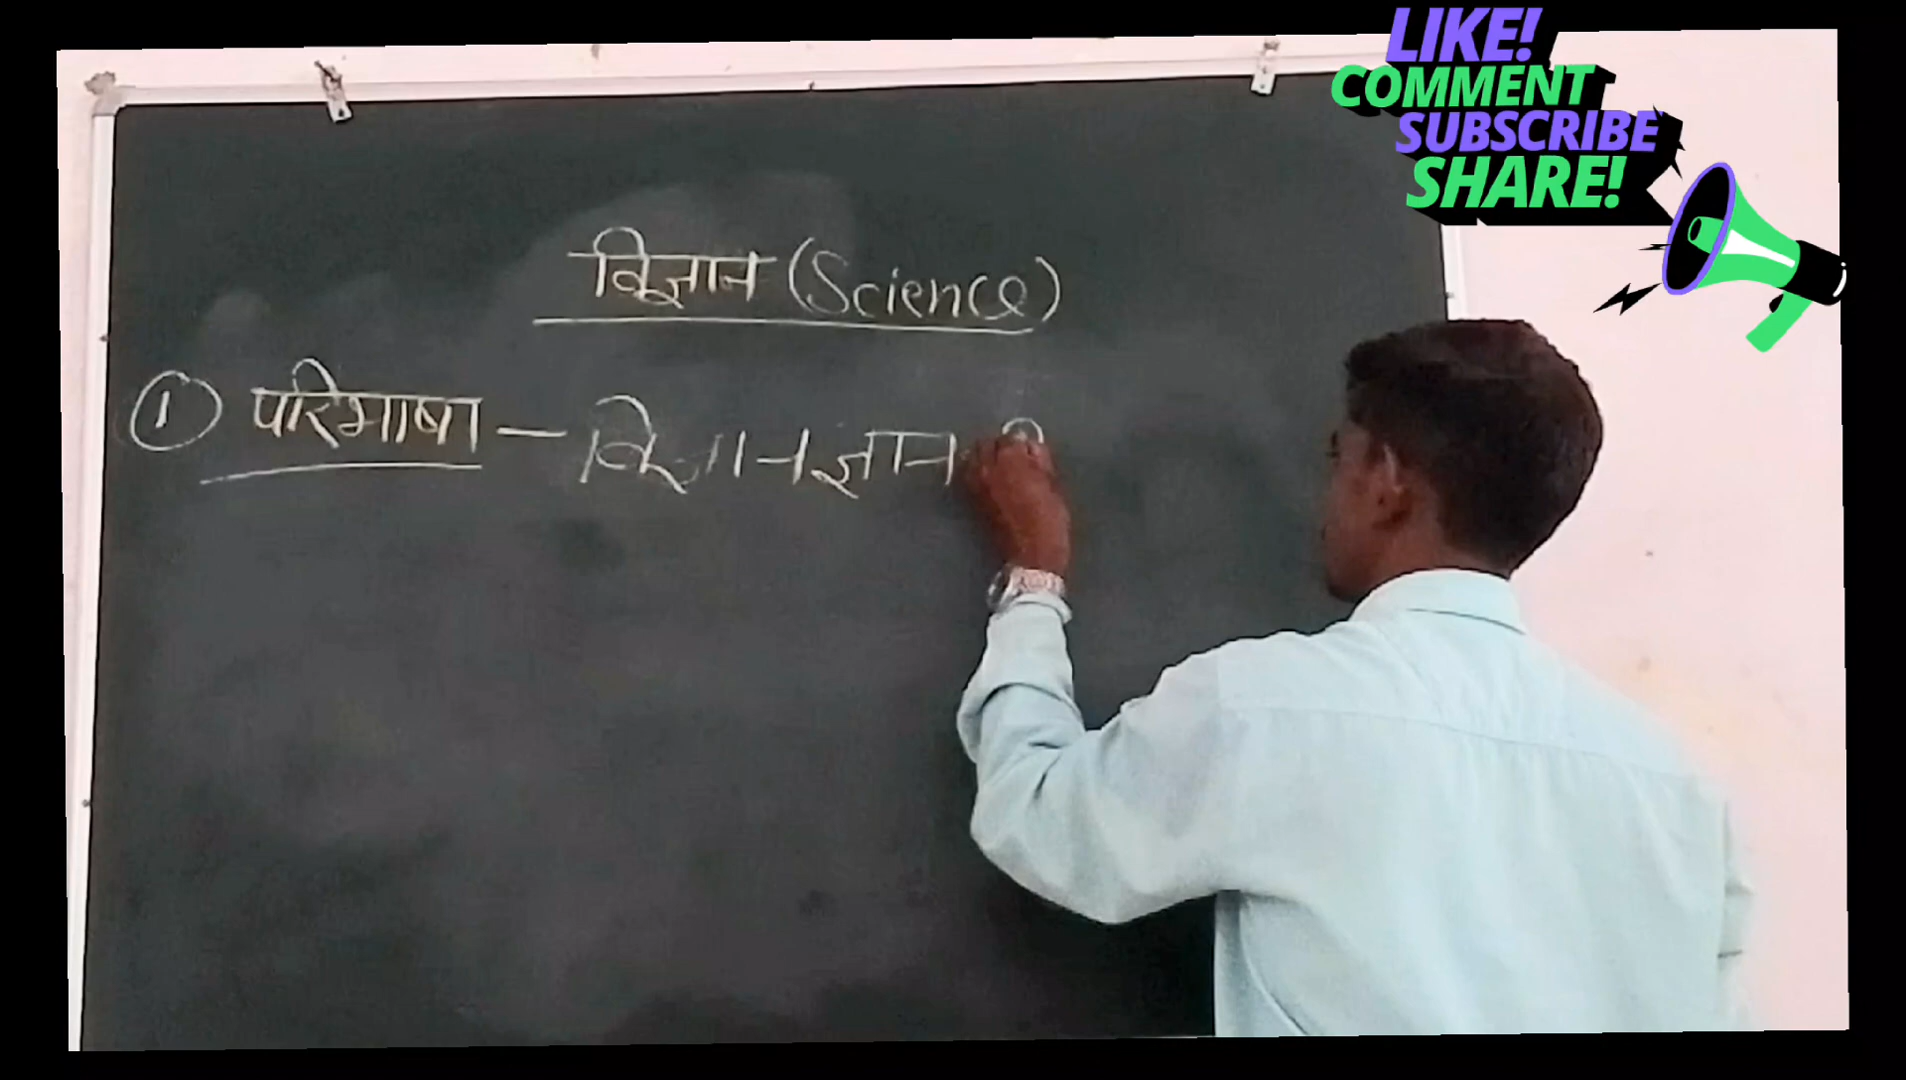 LIKE!
COMMENT
SUBSCRIBE
SHARE!
विज्ञान (Science)
① परिभाषा – विज्ञान ज्ञान